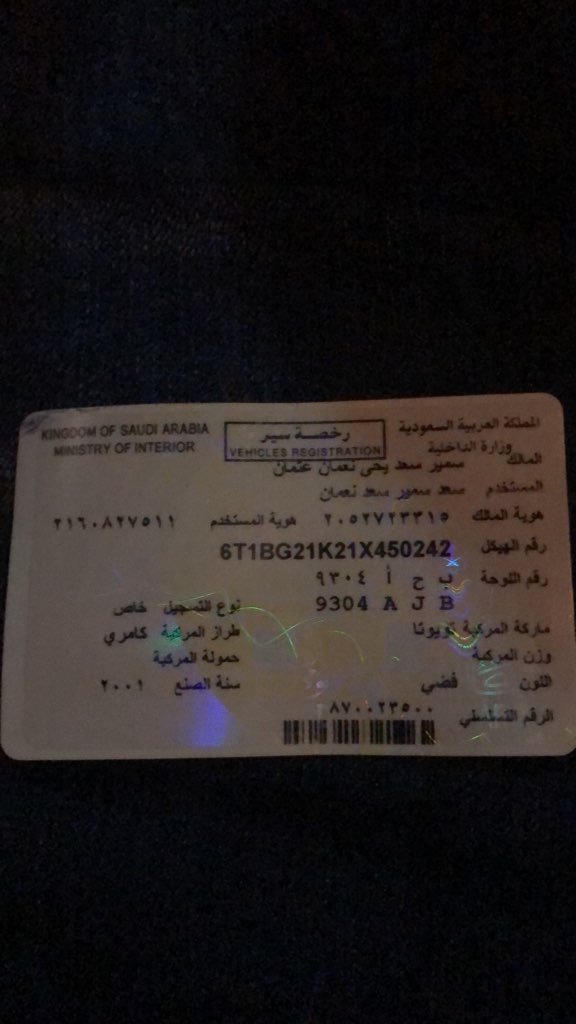 المملكة العربية السعودية
وزارة الداخلية
KINGDOM OF SAUDI ARABIA
MINISTRY OF INTERIOR
رخصة سير
VEHICLES REGISTRATION
المالك سمير سعد يحى نعمان عثمان
المستخدم سعد سمير سعد نعمان
هوية المالك ٢٠٥٢٧٢٣٣١٥ هوية المستخدم ٢١٦٠٨٢٧٥١١
رقم الهيكل 6T1BG21K21X450242
رقم اللوحة ب ح أ ٩٣٠٤
9304 A J B
نوع التسجيل خاص
ماركة المركبة تويوتا طراز المركبة كامري
وزن المركبة حمولة المركبة
اللون فضي سنة الصنع ٢٠٠١
الرقم التسلسلي ٨٧٠٠٢٣٥٠٠